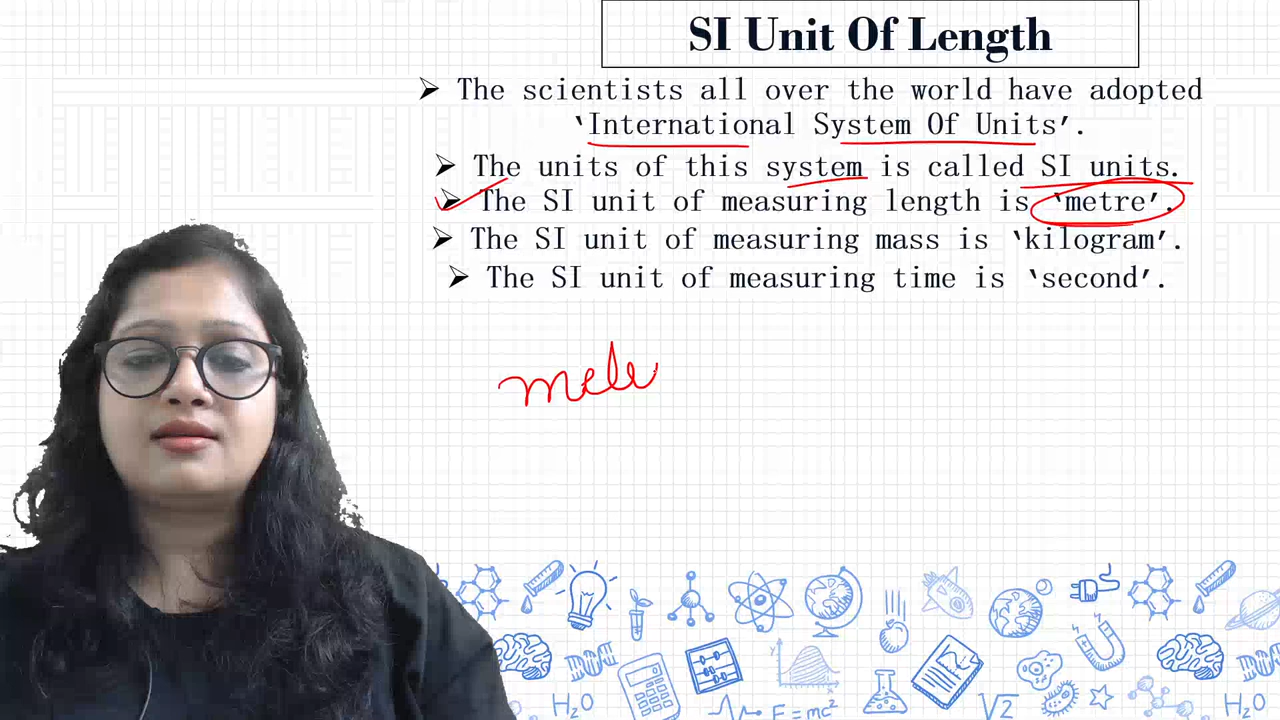 SI Unit Of Length
➢ The scientists all over the world have adopted
‘International System Of Units’.
➢ The units of this system is called SI units.
➢ The SI unit of measuring length is ‘metre’.
➢ The SI unit of measuring mass is ‘kilogram’.
➢ The SI unit of measuring time is ‘second’.
H₂O
F = mc²
√2
H₂O